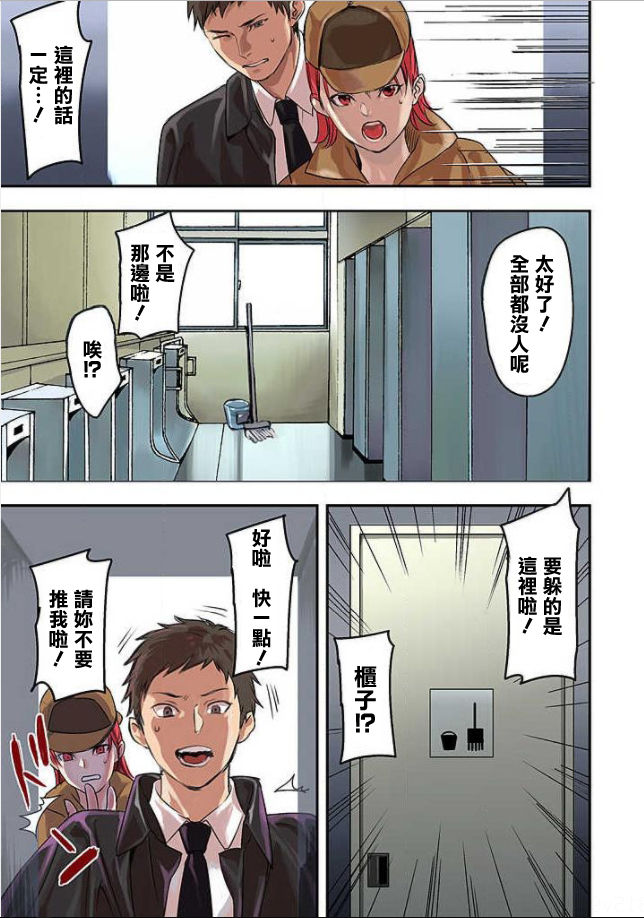 這裡的話
一定⋯！
太好了！
全部都沒人呢
不是
那邊啦！
唉!?
要躲的是
這裡啦！
櫃子!?
好啦 快一點！
請妳不要
推我啦！